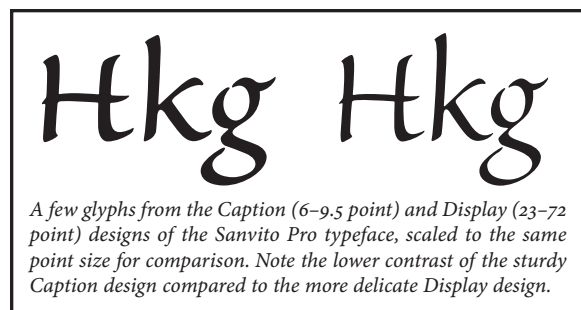 Hkg Hkg
A few glyphs from the Caption (6–9.5 point) and Display (23–72
point) designs of the Sanvito Pro typeface, scaled to the same
point size for comparison. Note the lower contrast of the sturdy
Caption design compared to the more delicate Display design.